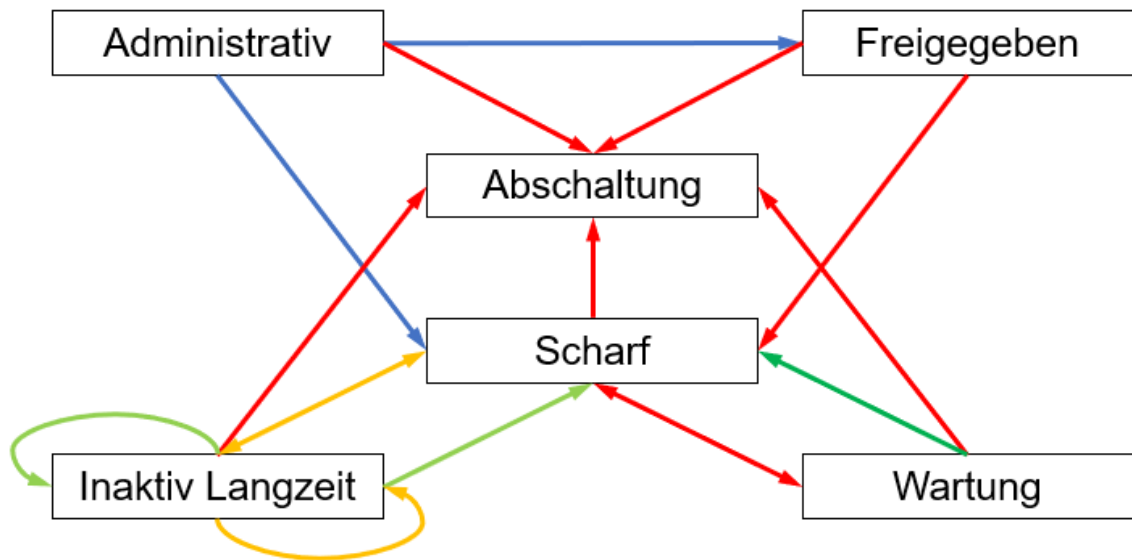 Administrativ
Freigegeben
Abschaltung
Scharf
Inaktiv Langzeit
Wartung